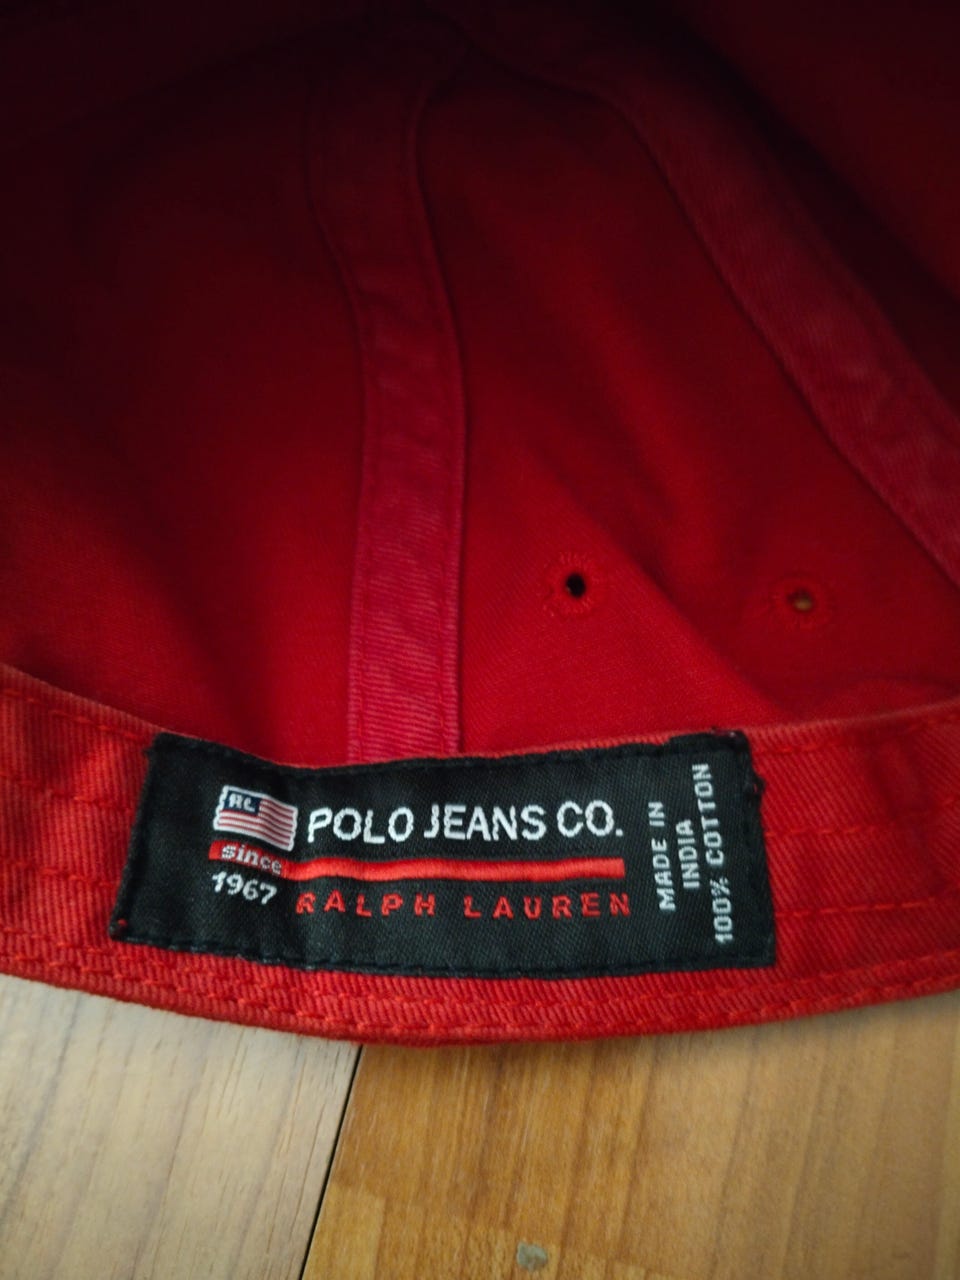 RL
POLO JEANS CO.
since
1967
RALPH LAUREN
MADE IN
INDIA
100% COTTON